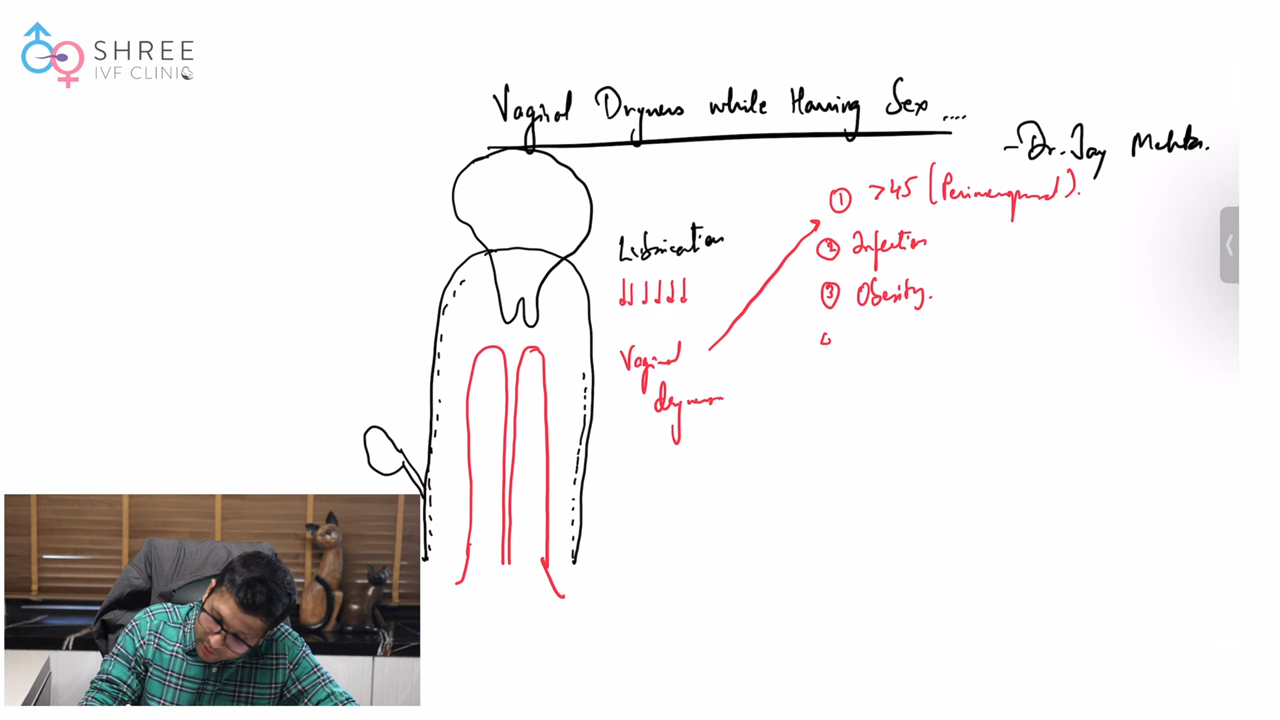 SHREE
IVF CLINIC
Vaginal Dryness while Having Sex ....
- Dr. Jay Mehta.
Lubrication
Vaginal
dryness
① >45 (Perimenopausal).
② Infection
③ Obesity.